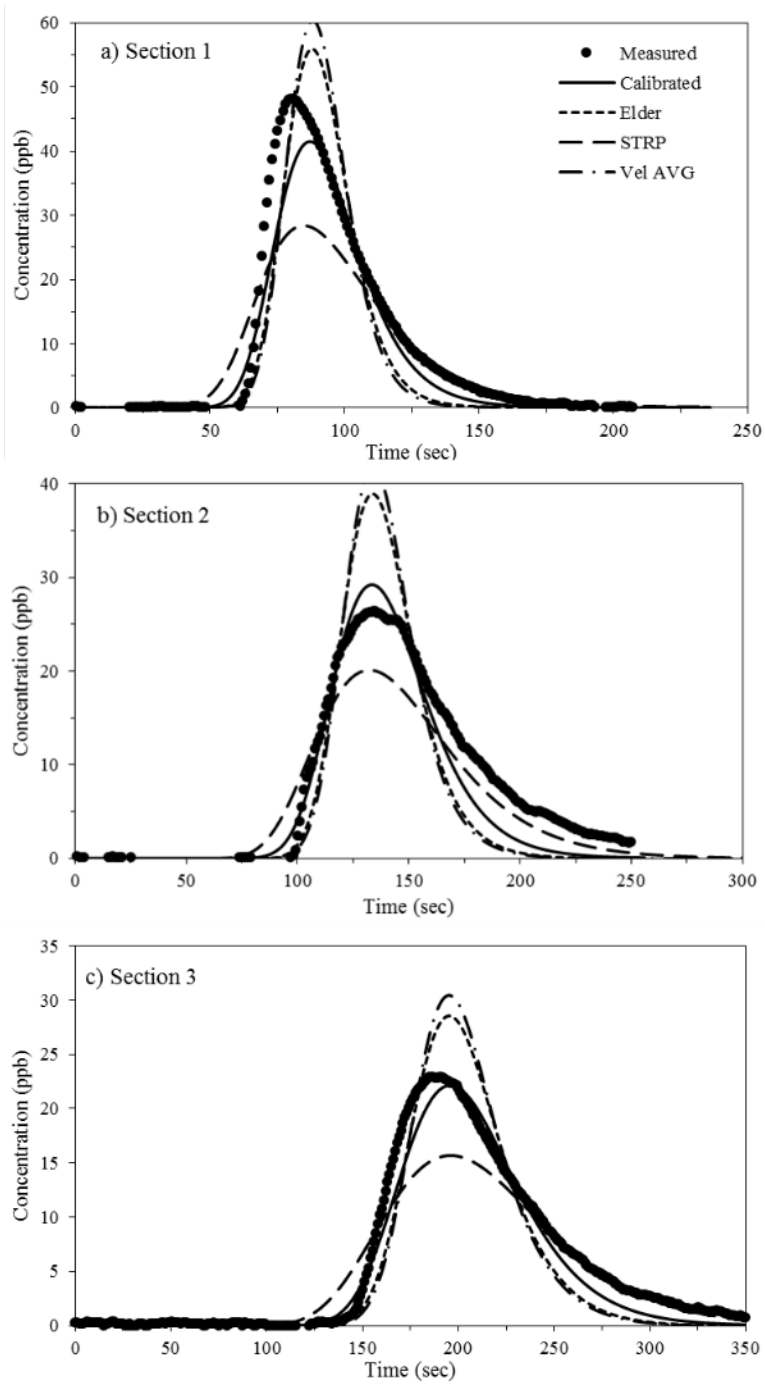 a) Section 1
Measured
Calibrated
Elder
STRP
Vel AVG
Concentration (ppb)
60
50
40
30
20
10
0
0 50 100 150 200 250
Time (sec)
b) Section 2
Concentration (ppb)
40
30
20
10
0
0 50 100 150 200 250 300
Time (sec)
c) Section 3
Concentration (ppb)
35
30
25
20
15
10
5
0
0 50 100 150 200 250 300 350
Time (sec)